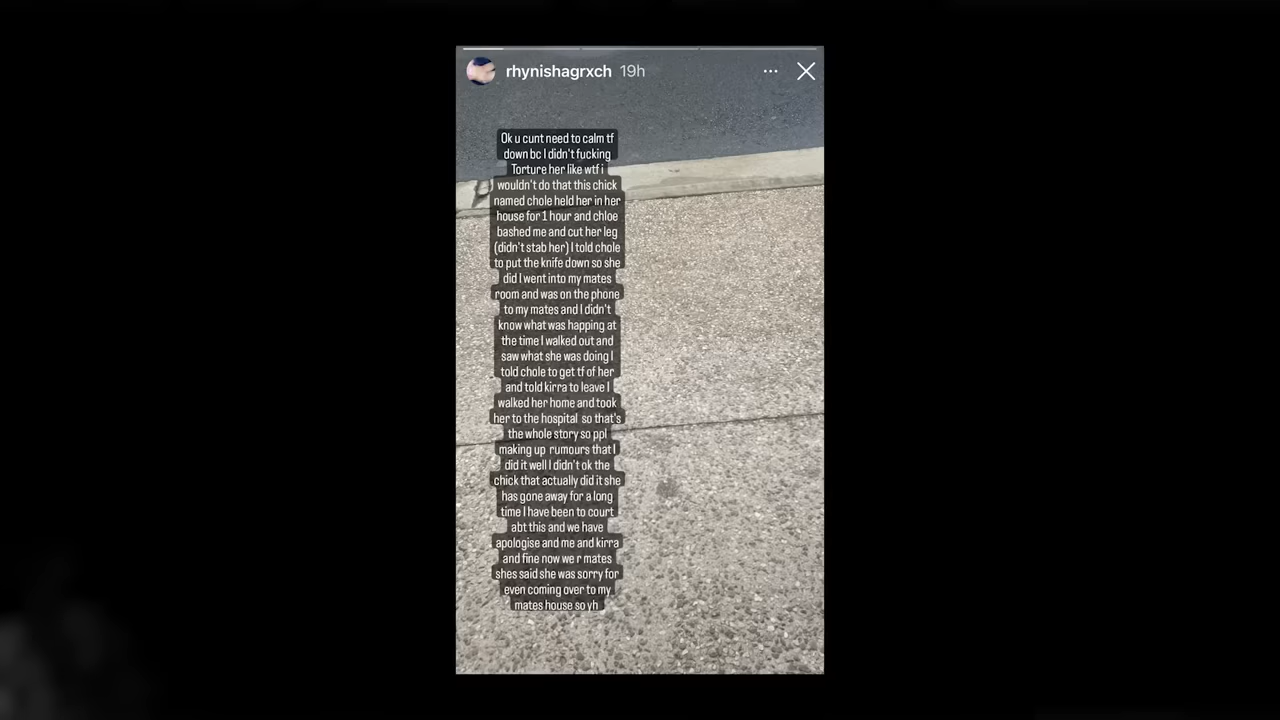 rhynishagrxch 19h
Ok u cunt need to calm tf
down bc I didn't fucking
Torture her like wtf i
wouldn't do that this chick
named chole held her in her
house for 1 hour and chloe
bashed me and cut her leg
(didn't stab her) I told chole
to put the knife down so she
did I went into my mates
room and was on the phone
to my mates and I didn't
know what was happing at
the time I walked out and
saw what she was doing I
told chole to get tf of her
and told kirra to leave I
walked her home and took
her to the hospital so that's
the whole story so ppl
making up rumours that I
did it well I didn't ok the
chick that actually did it she
has gone away for a long
time I have been to court
abt this and we have
apologise and me and kirra
and fine now we r mates
shes said she was sorry for
even coming over to my
mates house so yh